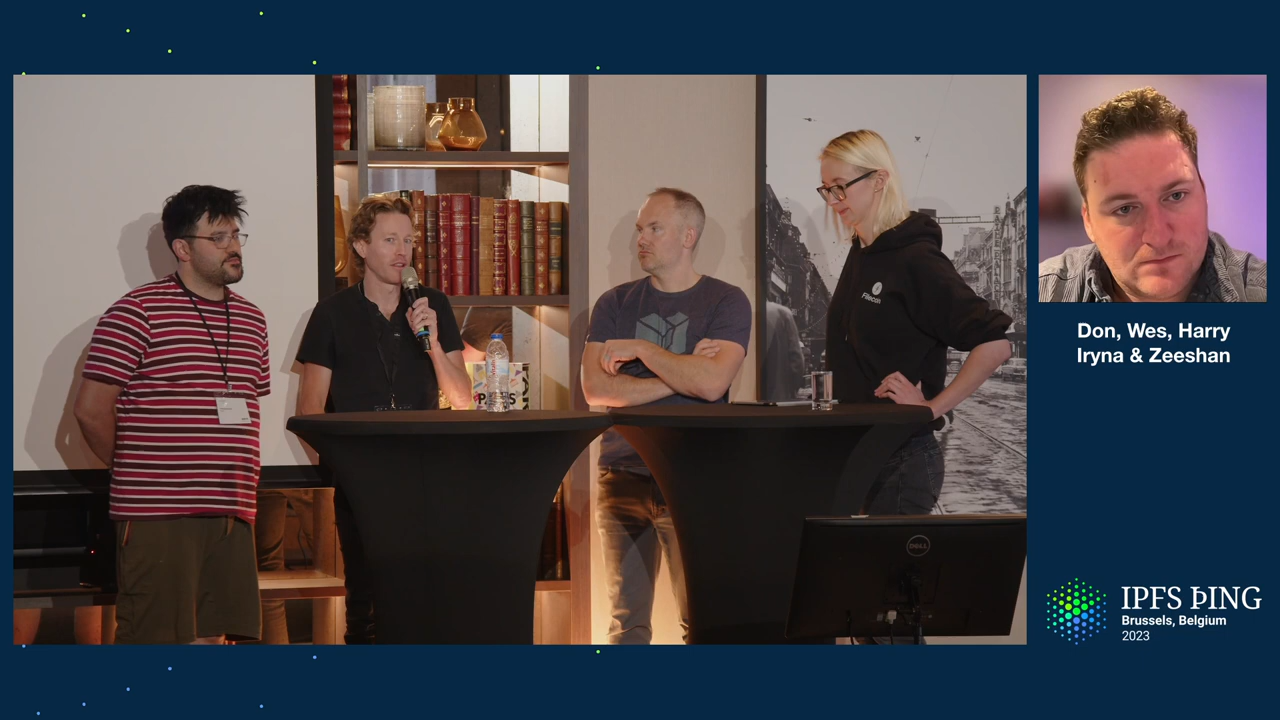 Filecoin
DELL
Don, Wes, Harry
Iryna & Zeeshan
IPFS ÞING
Brussels, Belgium
2023